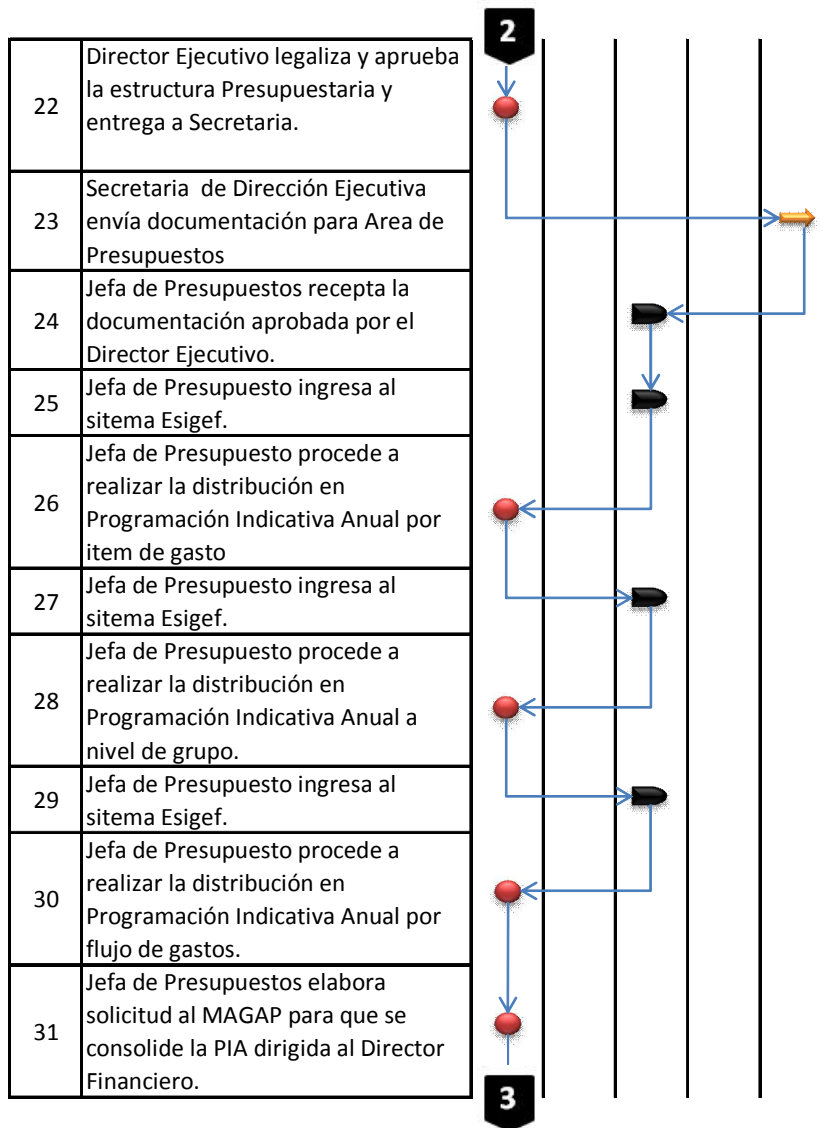 2
22
Director Ejecutivo legaliza y aprueba
la estructura Presupuestaria y
entrega a Secretaria.
23
Secretaria de Dirección Ejecutiva
envía documentación para Area de
Presupuestos
24
Jefa de Presupuestos recepta la
documentación aprobada por el
Director Ejecutivo.
25
Jefa de Presupuesto ingresa al
sitema Esigef.
26
Jefa de Presupuesto procede a
realizar la distribución en
Programación Indicativa Anual por
item de gasto
27
Jefa de Presupuesto ingresa al
sitema Esigef.
28
Jefa de Presupuesto procede a
realizar la distribución en
Programación Indicativa Anual a
nivel de grupo.
29
Jefa de Presupuesto ingresa al
sitema Esigef.
30
Jefa de Presupuesto procede a
realizar la distribución en
Programación Indicativa Anual por
flujo de gastos.
31
Jefa de Presupuestos elabora
solicitud al MAGAP para que se
consolide la PIA dirigida al Director
Financiero.
3